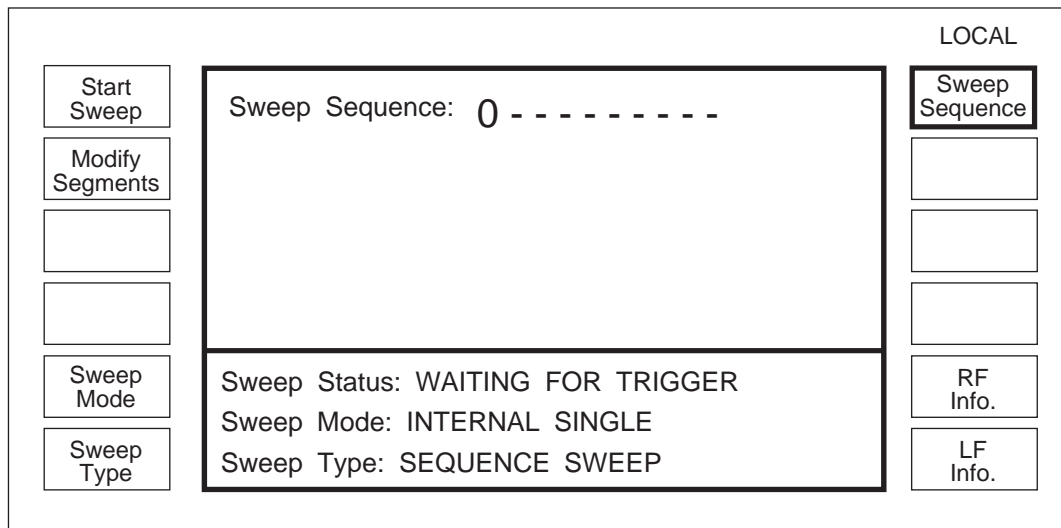 LOCAL
Start
Sweep
Modify
Segments
Sweep
Mode
Sweep
Type
Sweep Sequence: 0 - - - - - - - - -
Sweep Status: WAITING FOR TRIGGER
Sweep Mode: INTERNAL SINGLE
Sweep Type: SEQUENCE SWEEP
Sweep
Sequence
RF
Info.
LF
Info.